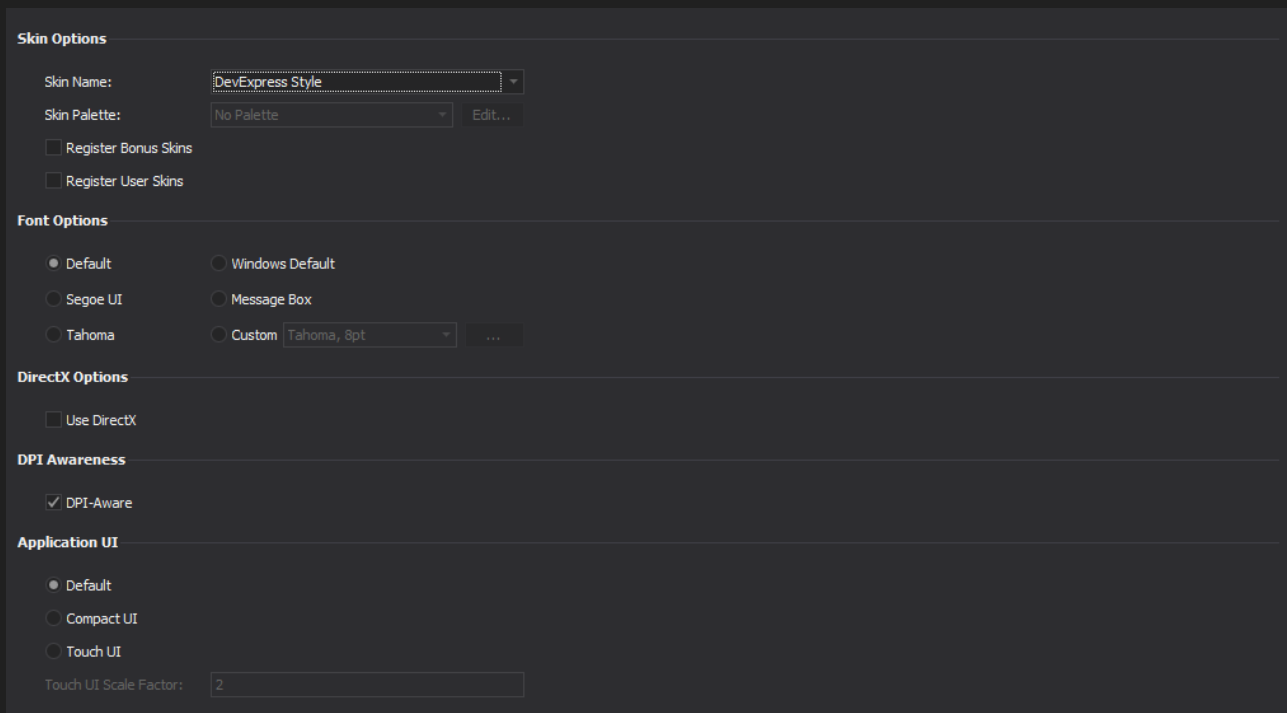 Skin Options
Skin Name: DevExpress Style
Skin Palette: No Palette Edit...
Register Bonus Skins
Register User Skins
Font Options
Default Windows Default
Segoe UI Message Box
Tahoma Custom Tahoma, 8pt ...
DirectX Options
Use DirectX
DPI Awareness
DPI-Aware
Application UI
Default
Compact UI
Touch UI
Touch UI Scale Factor: 2